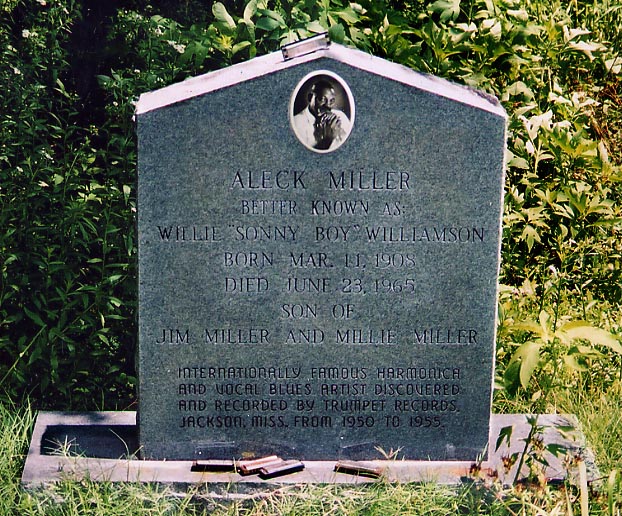 ALECK MILLER
BETTER KNOWN AS:
WILLIE "SONNY BOY" WILLIAMSON
BORN MAR. 11, 1908
DIED JUNE 23, 1965
SON OF
JIM MILLER AND MILLIE MILLER
INTERNATIONALLY FAMOUS HARMONICA
AND VOCAL BLUES ARTIST DISCOVERED
AND RECORDED BY TRUMPET RECORDS,
JACKSON, MISS. FROM 1950 TO 1955.